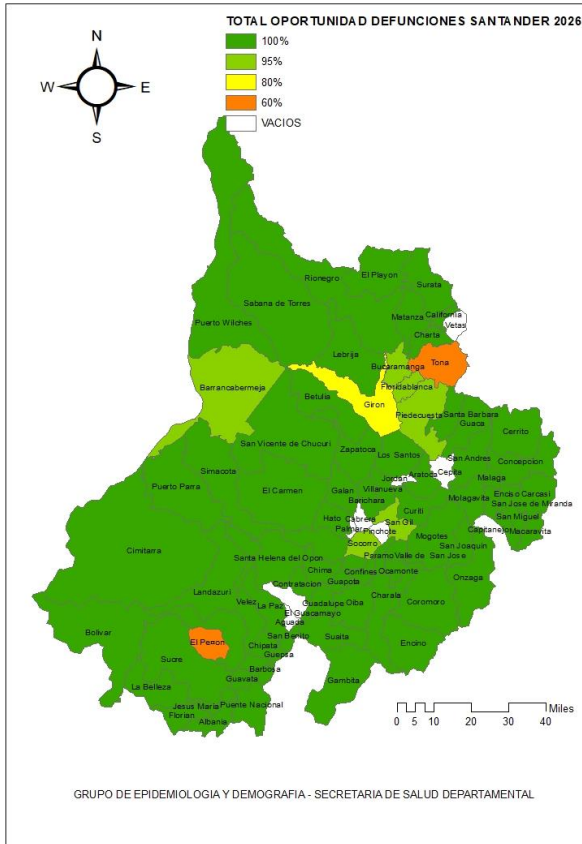 TOTAL OPORTUNIDAD DEFUNCIONES SANTANDER 2026
100%
95%
80%
60%
VACIOS
N
W
E
S
Rionegro
El Playon
Surata
Sabana de Torres
Matanza
California
Vetas
Puerto Wilches
Charta
Lebrija
Bucaramanga
Tona
Barrancabermeja
Floridablanca
Betulia
Giron
Piedecuesta
Santa Barbara
Guaca
Cerrito
San Vicente de Chucuri
Zapatoca
Los Santos
San Andres
Concepcion
Simacota
Jordan
Aratoca
Cepita
Malaga
Puerto Parra
El Carmen
Galan
Villanueva
Enciso
Carcasi
Barichara
Molagavita
San Jose de Miranda
Hato
Cabrera
Curiti
San Gil
San Miguel
Palmar
Pinchote
Mogotes
Capitanejo
Macaravita
Socorro
San Joaquin
Cimitarra
Santa Helena del Opon
Paramo
Valle de San Jose
Chima
Confines
Ocamonte
Onzaga
Contratacion
Guapota
Landazuri
Charala
Velez
La Paz
Guadalupe
Oiba
Coromoro
El Guacamayo
Aguada
Bolivar
El Peñon
San Benito
Suaita
Encino
Chipata
Guepsa
Sucre
Barbosa
Guavata
Gambita
La Belleza
Jesus Maria
Puente Nacional
Florian
Albania
Miles
0 5 10 20 30 40
GRUPO DE EPIDEMIOLOGIA Y DEMOGRAFIA - SECRETARIA DE SALUD DEPARTAMENTAL